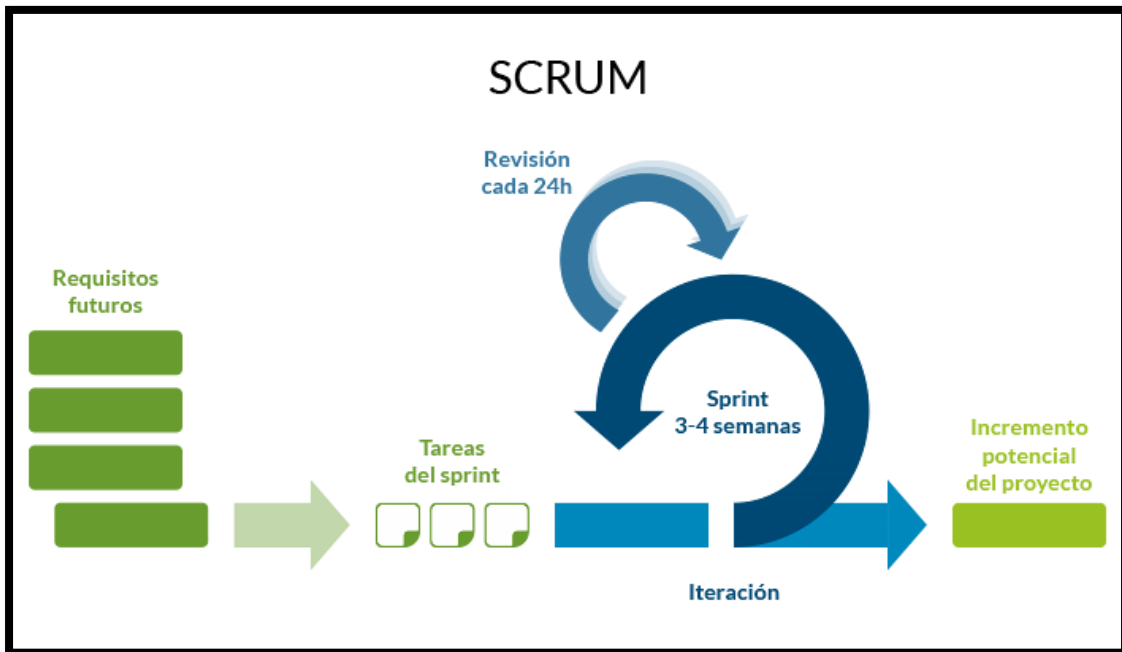 SCRUM
Revisión
cada 24h
Requisitos
futuros
Tareas
del sprint
Sprint
3-4 semanas
Incremento
potencial
del proyecto
Iteración